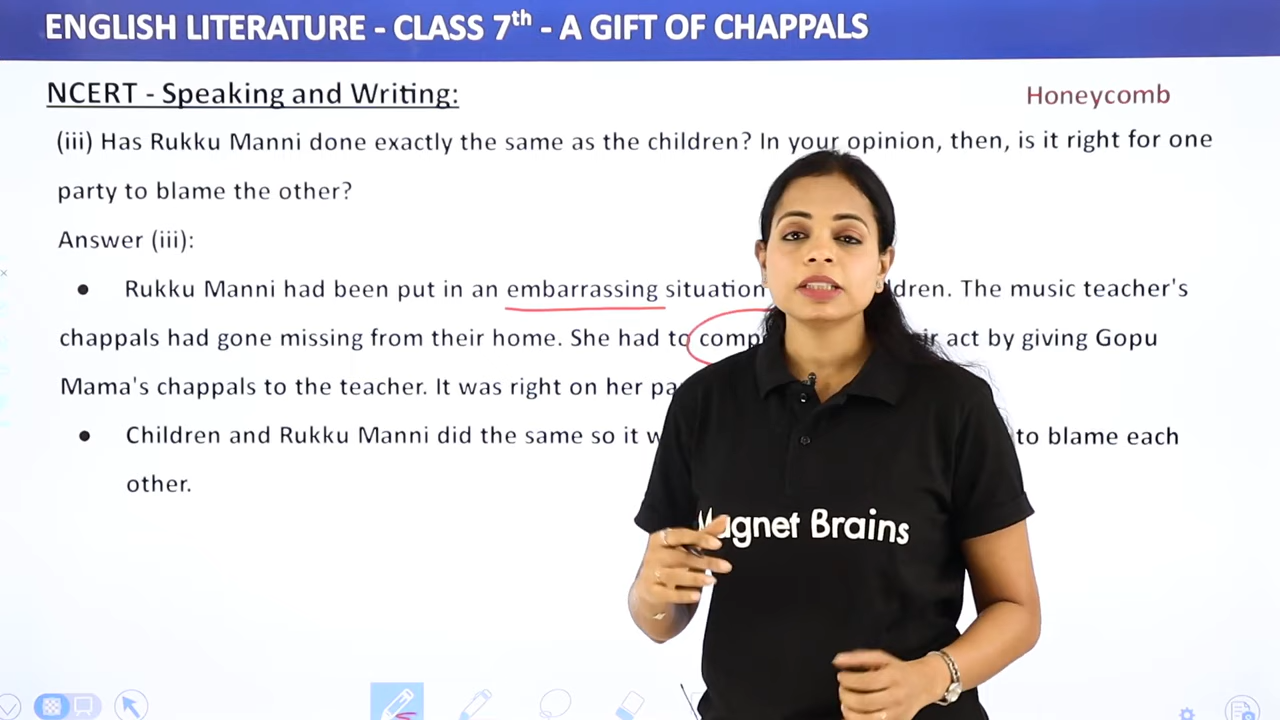 ENGLISH LITERATURE - CLASS 7th - A GIFT OF CHAPPALS
NCERT - Speaking and Writing:
Honeycomb
(iii) Has Rukku Manni done exactly the same as the children? In your opinion, then, is it right for one
party to blame the other?
Answer (iii):
● Rukku Manni had been put in an embarrassing situation The music teacher's
chappals had gone missing from their home. She had to act by giving Gopu
Mama's chappals to the teacher. It was right on her
● Children and Rukku Manni did the same so it to blame each
other.
Magnet Brains